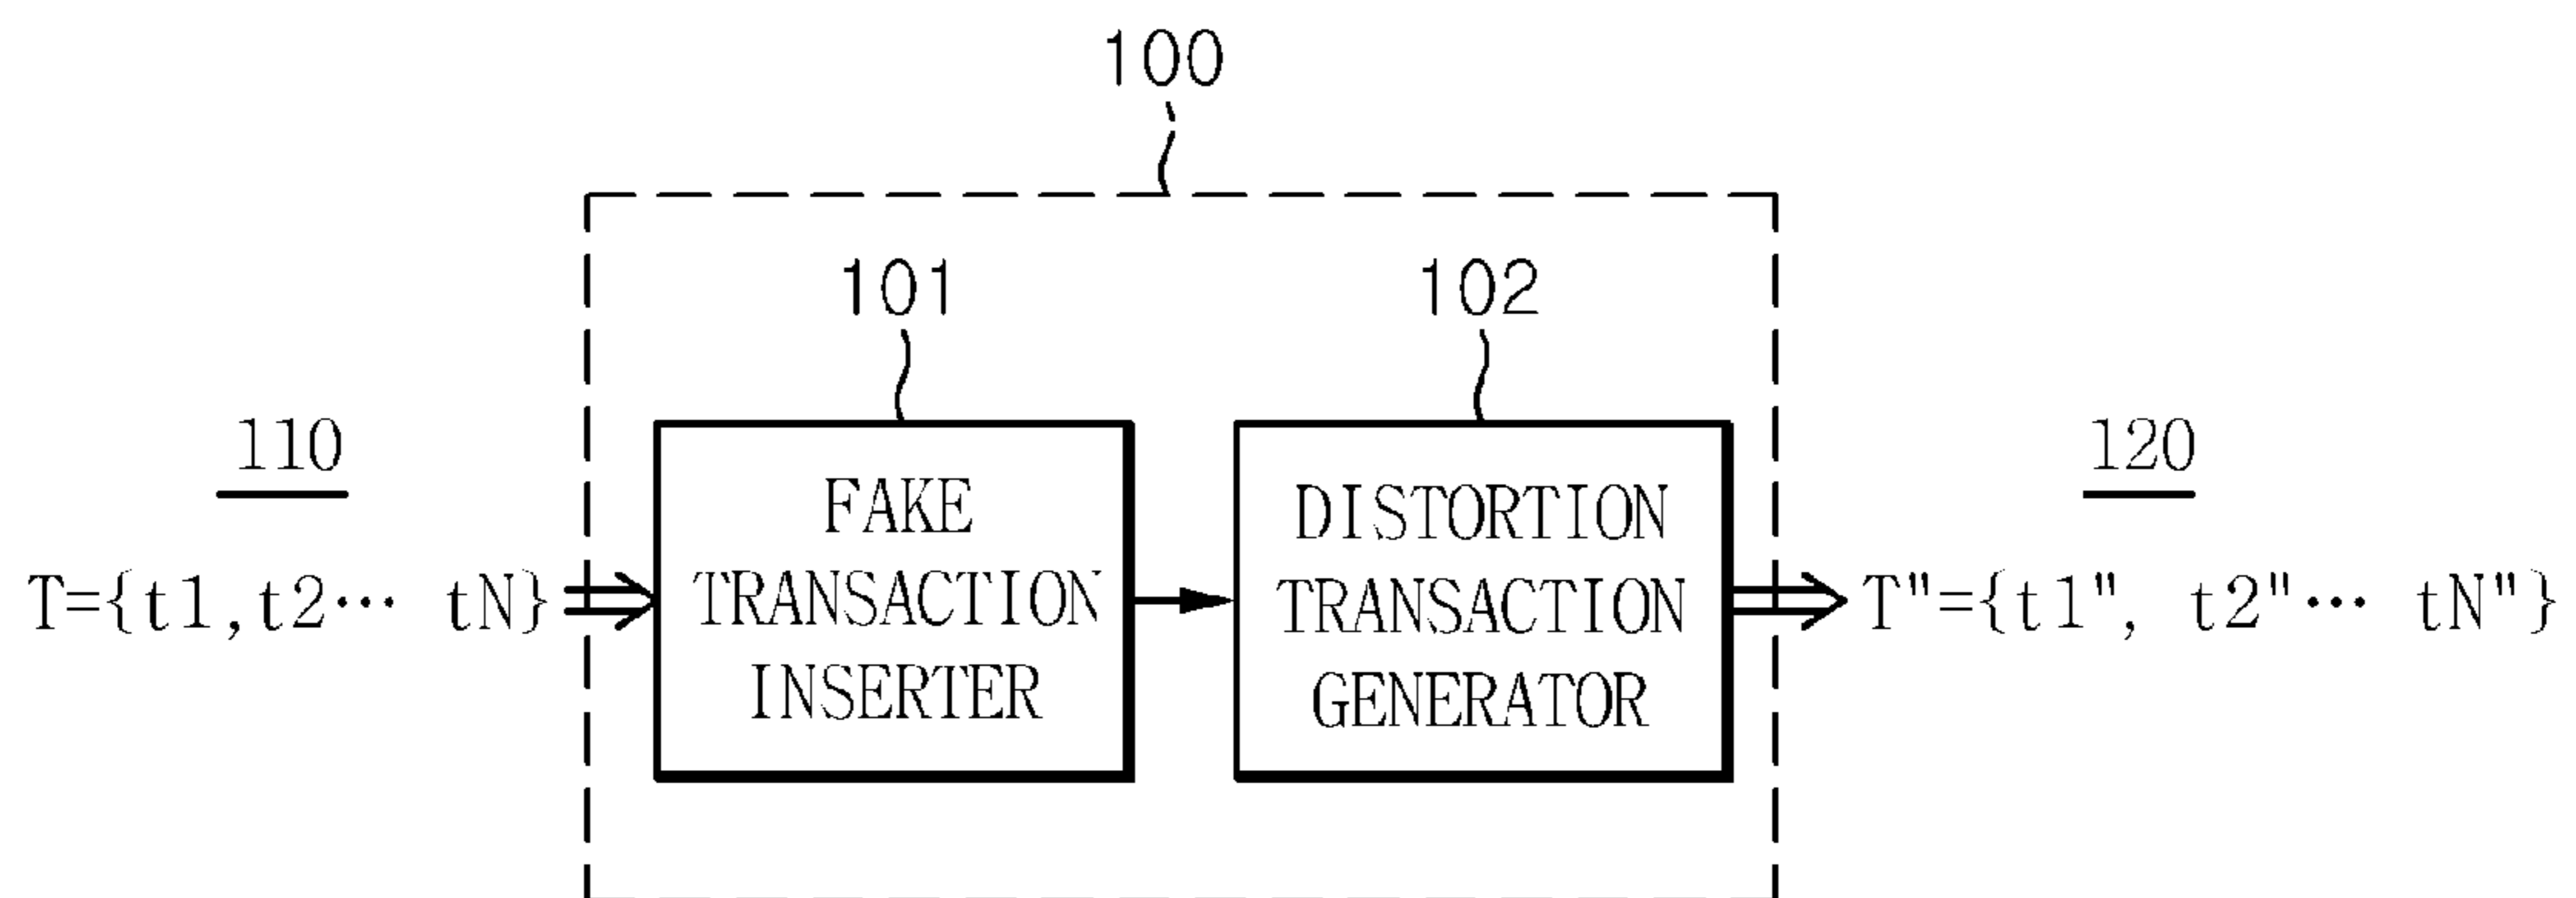 100
101
102
110
120
FAKE
TRANSACTION
INSERTER
DISTORTION
TRANSACTION
GENERATOR
T={t1,t2··· tN}
T"={t1", t2"··· tN"}